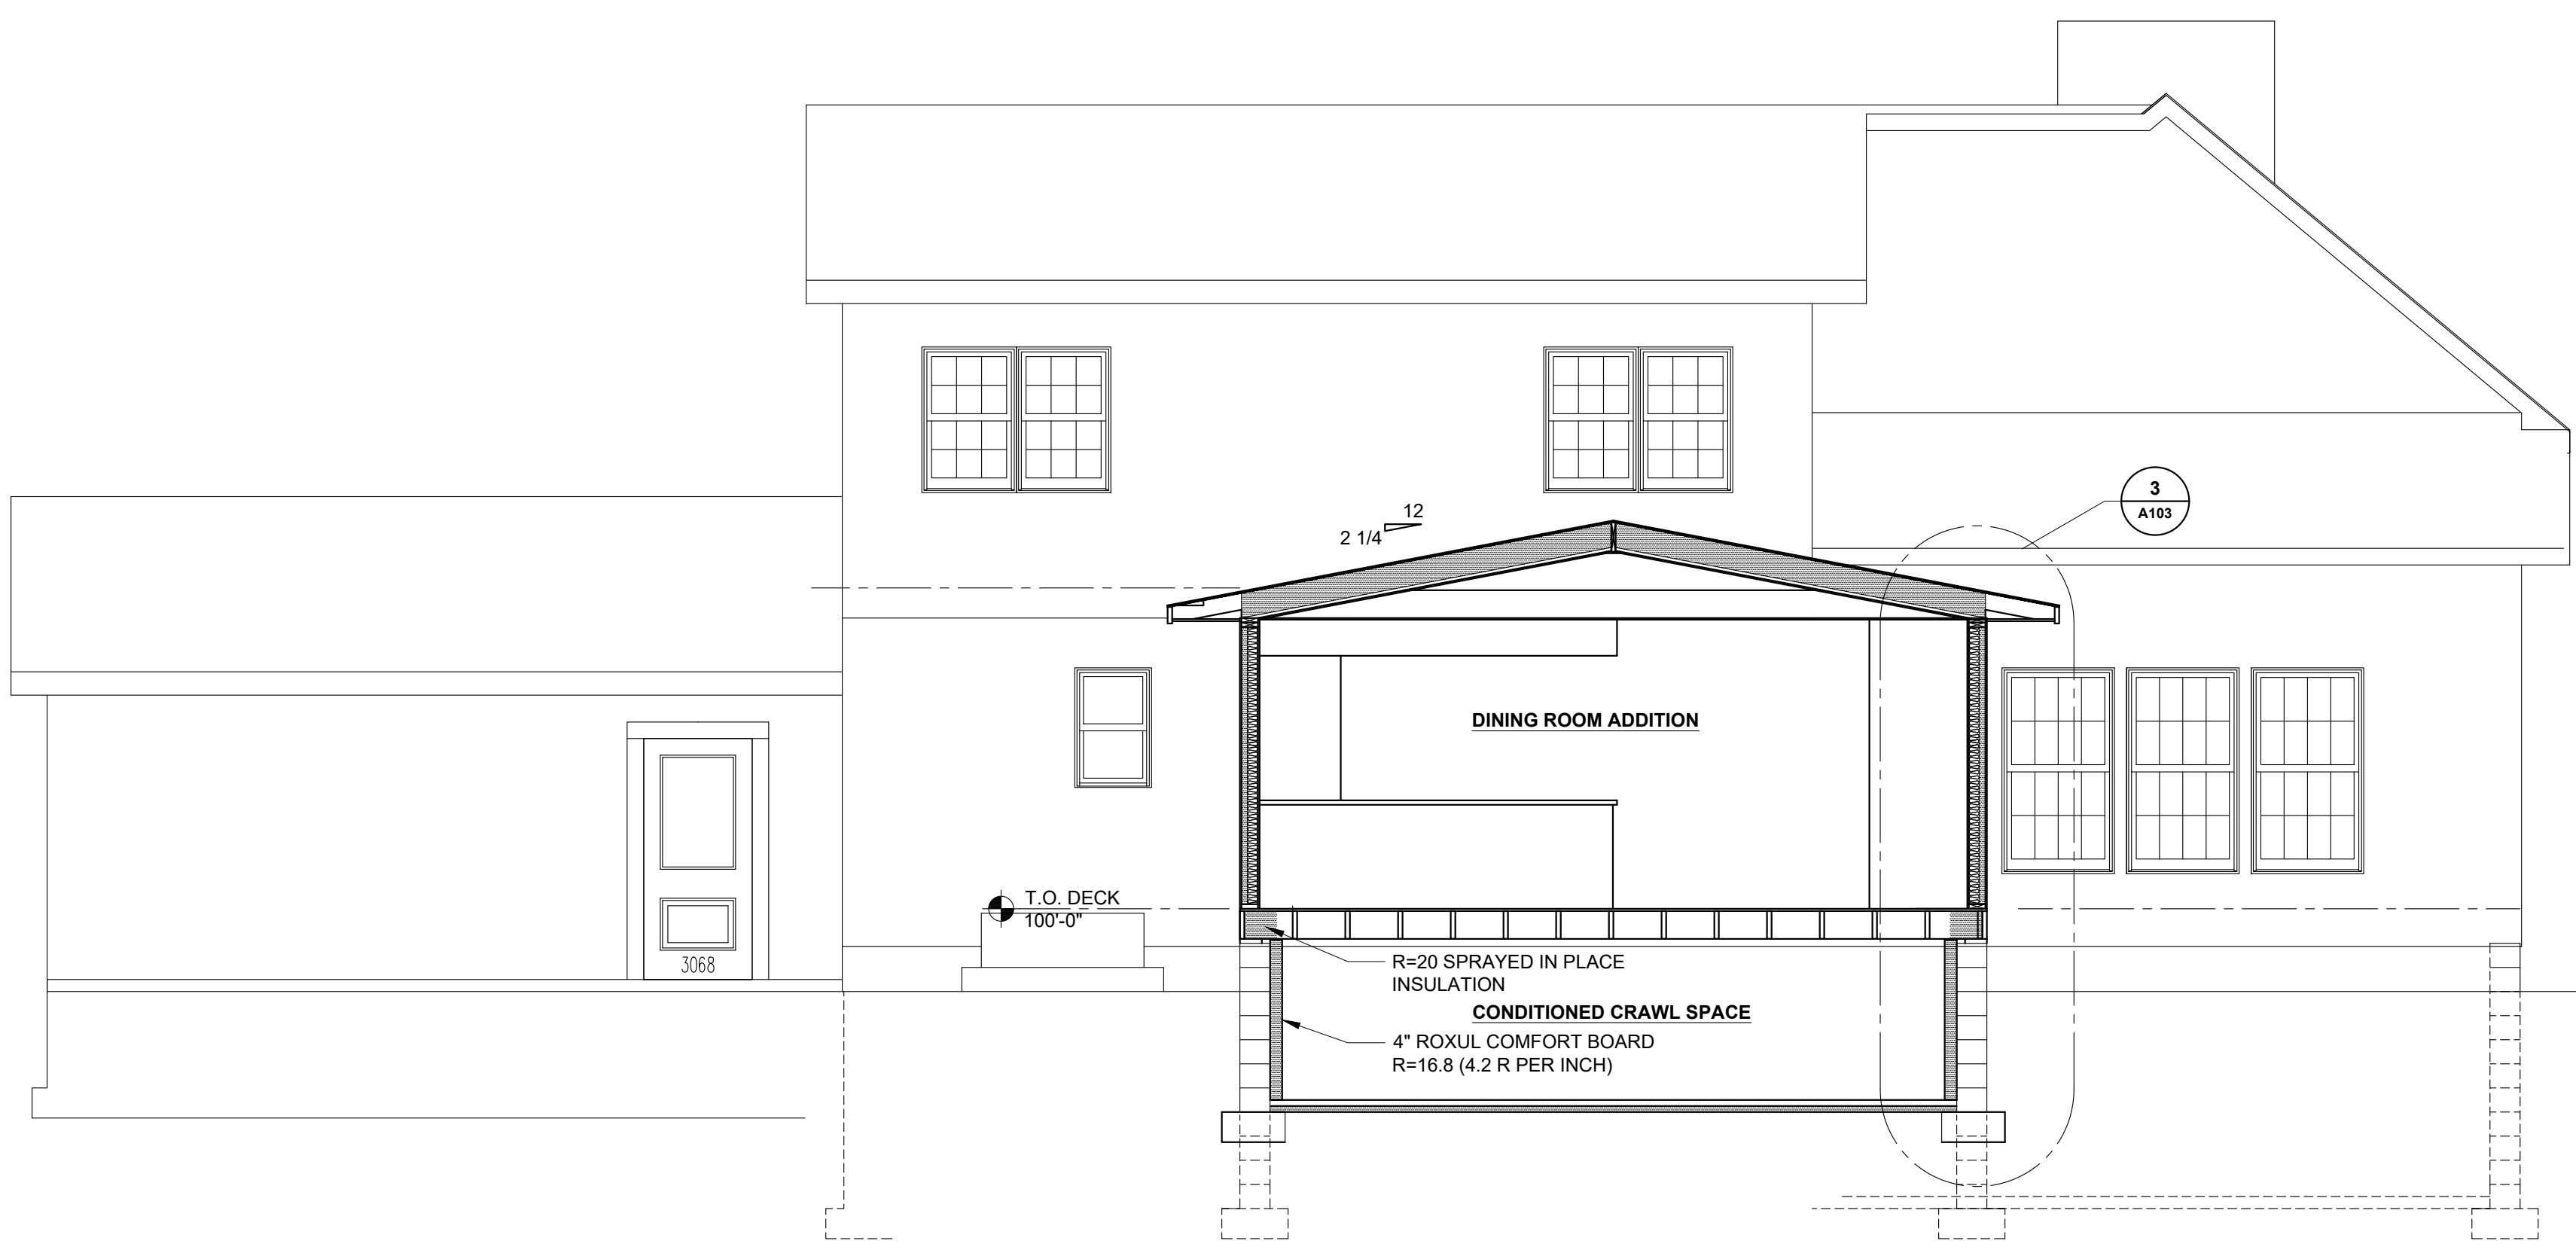 3
A103
12
2 1/4
DINING ROOM ADDITION
T.O. DECK
100'-0"
3068
R=20 SPRAYED IN PLACE
INSULATION
CONDITIONED CRAWL SPACE
4" ROXUL COMFORT BOARD
R=16.8 (4.2 R PER INCH)